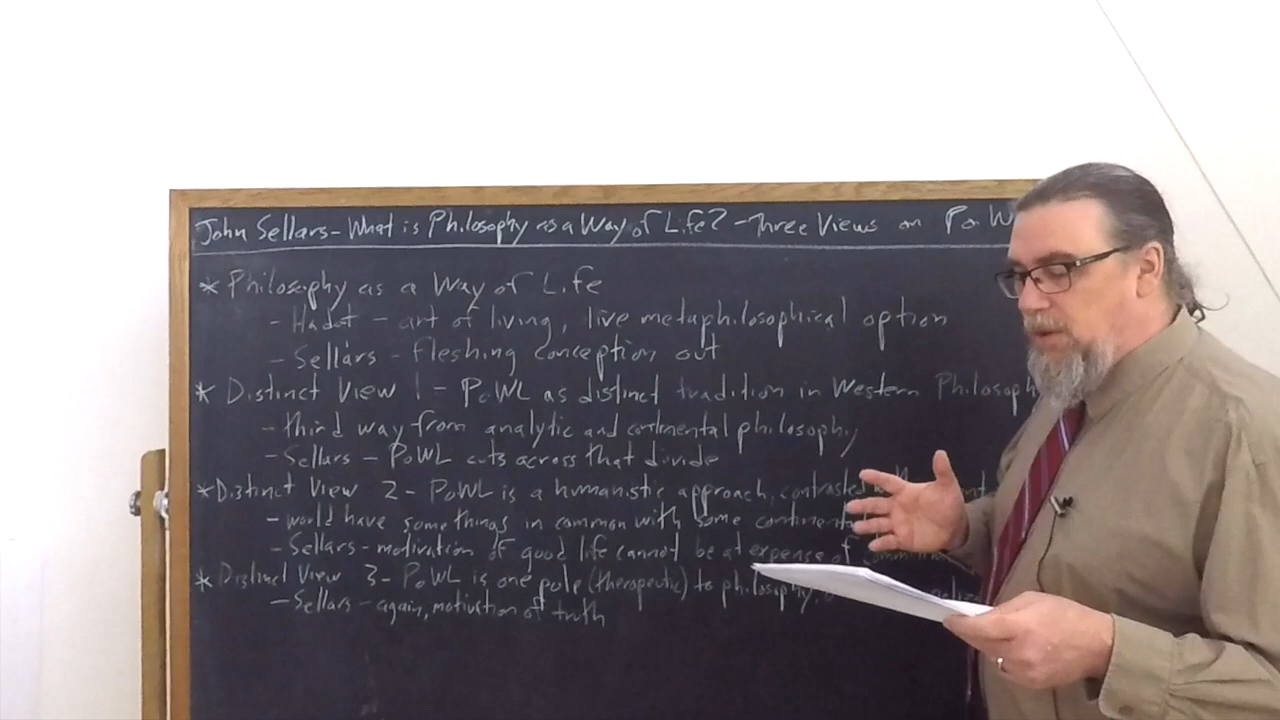 John Sellars - What is Philosophy as a Way of Life? - Three Views on PoW
* Philosophy as a Way of Life
- Hadot - art of living, live metaphilosophical option
- Sellars - fleshing conception out
* Distinct View 1 - PoWL as distinct tradition in Western Philosoph
- third way from analytic and continental philosophy
- Sellars - PoWL cuts across that divide
* Distinct View 2 - PoWL is a humanistic approach, contrasted
- would have some things in common with some continental
- Sellars - motivation of good life cannot be at expense of
* Distinct View 3 - PoWL is one pole (therapeutic) to philosophy,
- Sellars - again, motivation of truth